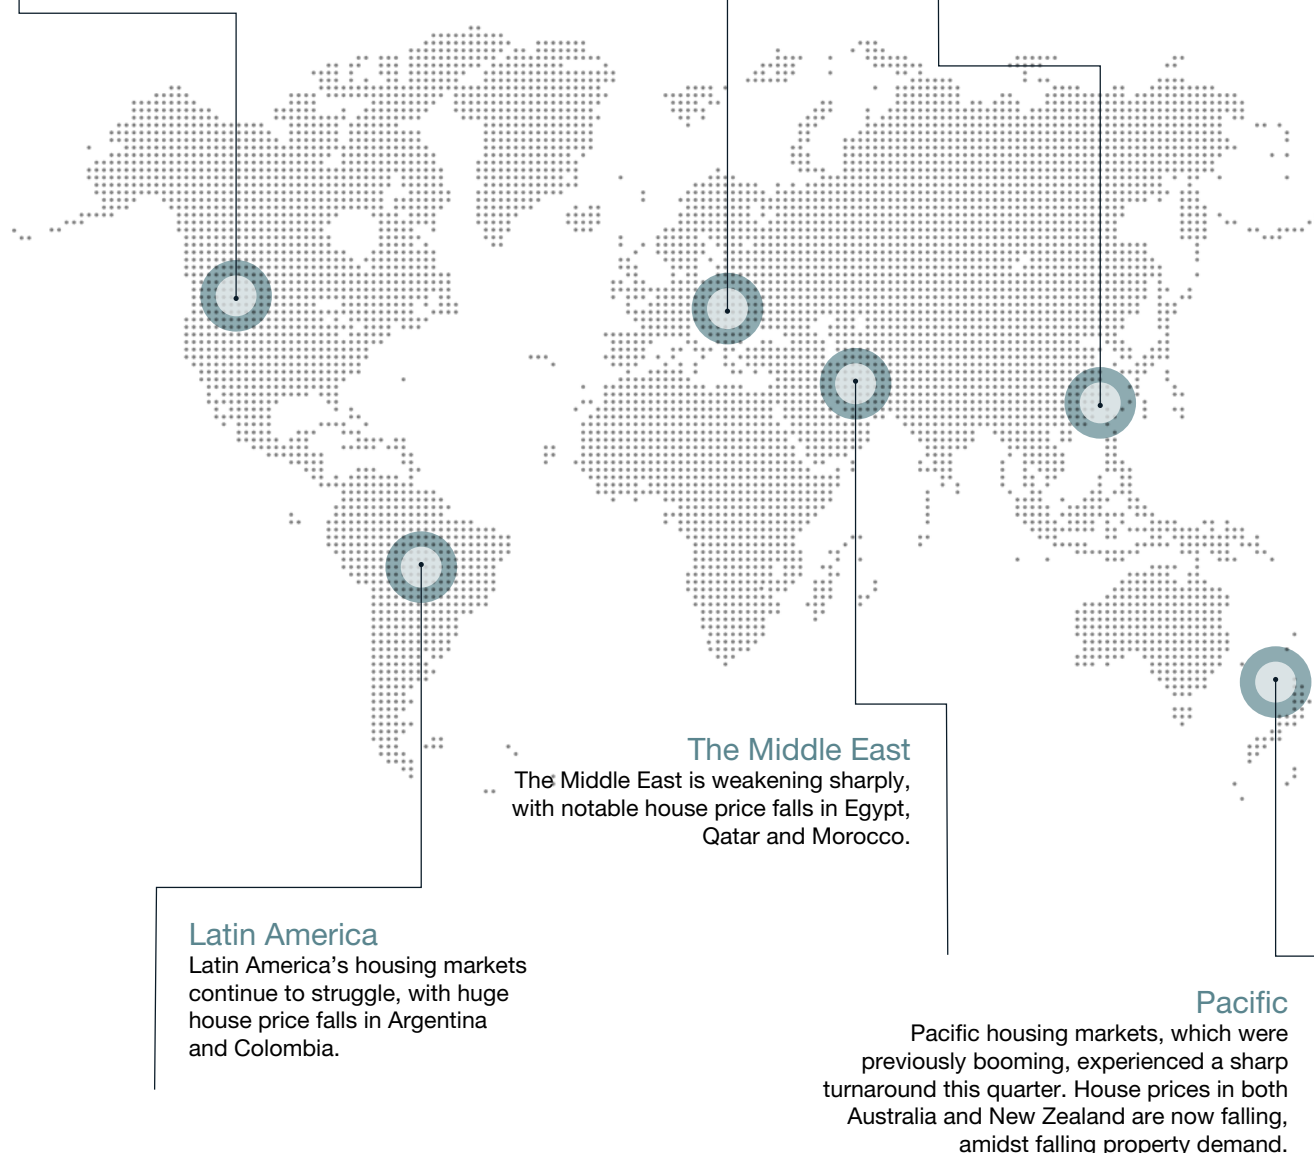 The Middle East
The Middle East is weakening sharply,
with notable house price falls in Egypt,
Qatar and Morocco.
Latin America
Latin America’s housing markets
continue to struggle, with huge
house price falls in Argentina
and Colombia.
Pacific
Pacific housing markets, which were
previously booming, experienced a sharp
turnaround this quarter. House prices in both
Australia and New Zealand are now falling,
amidst falling property demand.